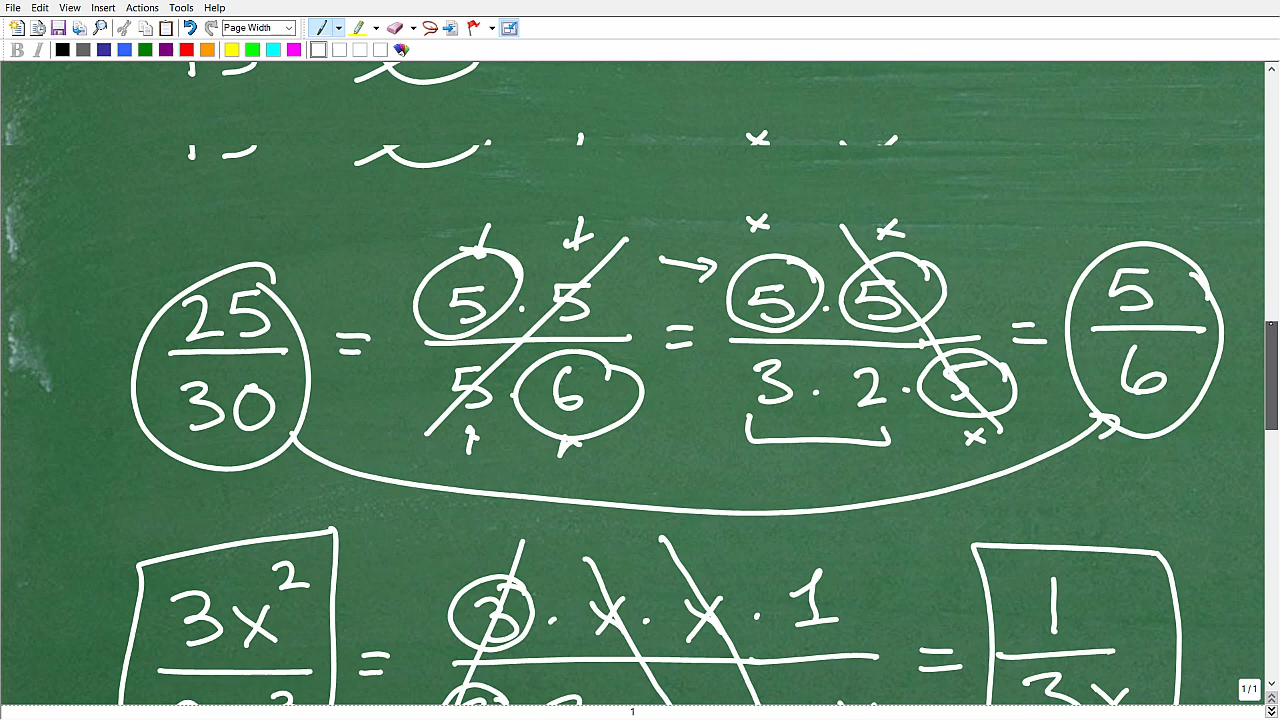 File Edit View Insert Actions Tools Help
Page Width
B I
25/30 = 5 · 5 / 5 · 6 = 5 · 5 / 3 · 2 · 5 = 5/6
3x² = 3 · x · x · 1 = 1 / 3x
1/1
1